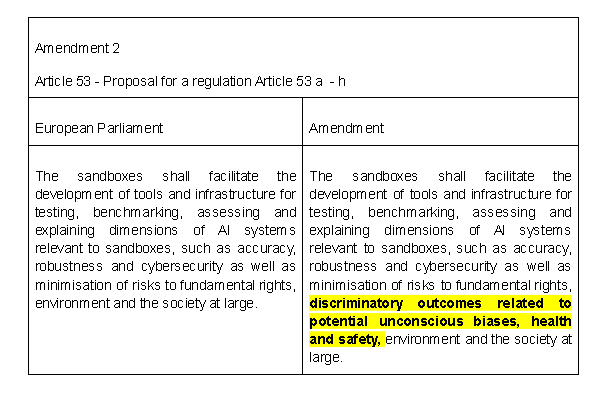 Amendment 2
Article 53 - Proposal for a regulation Article 53 a - h
European Parliament
The sandboxes shall facilitate the
development of tools and infrastructure for
testing, benchmarking, assessing and
explaining dimensions of AI systems
relevant to sandboxes, such as accuracy,
robustness and cybersecurity as well as
minimisation of risks to fundamental rights,
environment and the society at large.
Amendment
The sandboxes shall facilitate the
development of tools and infrastructure for
testing, benchmarking, assessing and
explaining dimensions of AI systems
relevant to sandboxes, such as accuracy,
robustness and cybersecurity as well as
minimisation of risks to fundamental rights,
discriminatory outcomes related to
potential unconscious biases, health
and safety, environment and the society at
large.